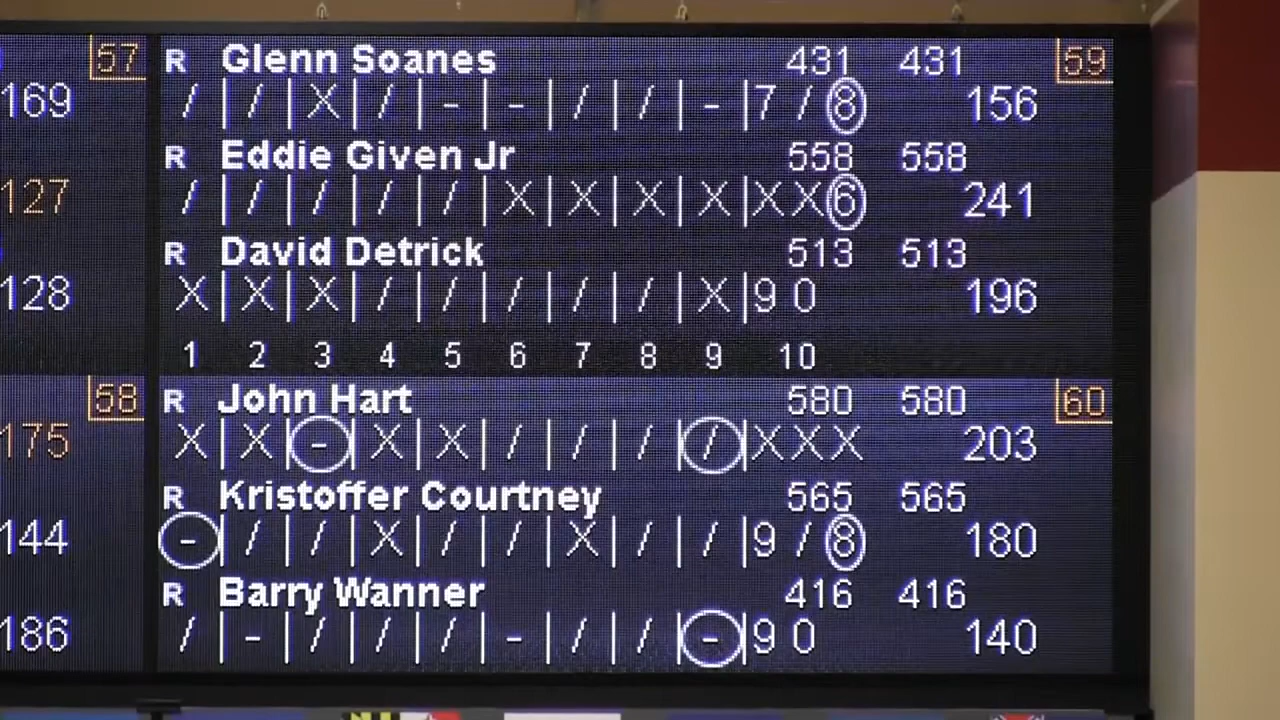 57 R Glenn Soanes 431 431 59
169 / / X / - - / / - 7 / 8 156
R Eddie Given Jr 558 558
127 / / / / / X X X X X X 6 241
R David Detrick 513 513
128 X X X / / / / / X 9 0 196
1 2 3 4 5 6 7 8 9 10
58 R John Hart 580 580 60
175 X X - X X / / / / X X X 203
R Kristoffer Courtney 565 565
144 - / / X / / X / / 9 / 8 180
R Barry Wanner 416 416
186 / - / / / - / / - 9 0 140